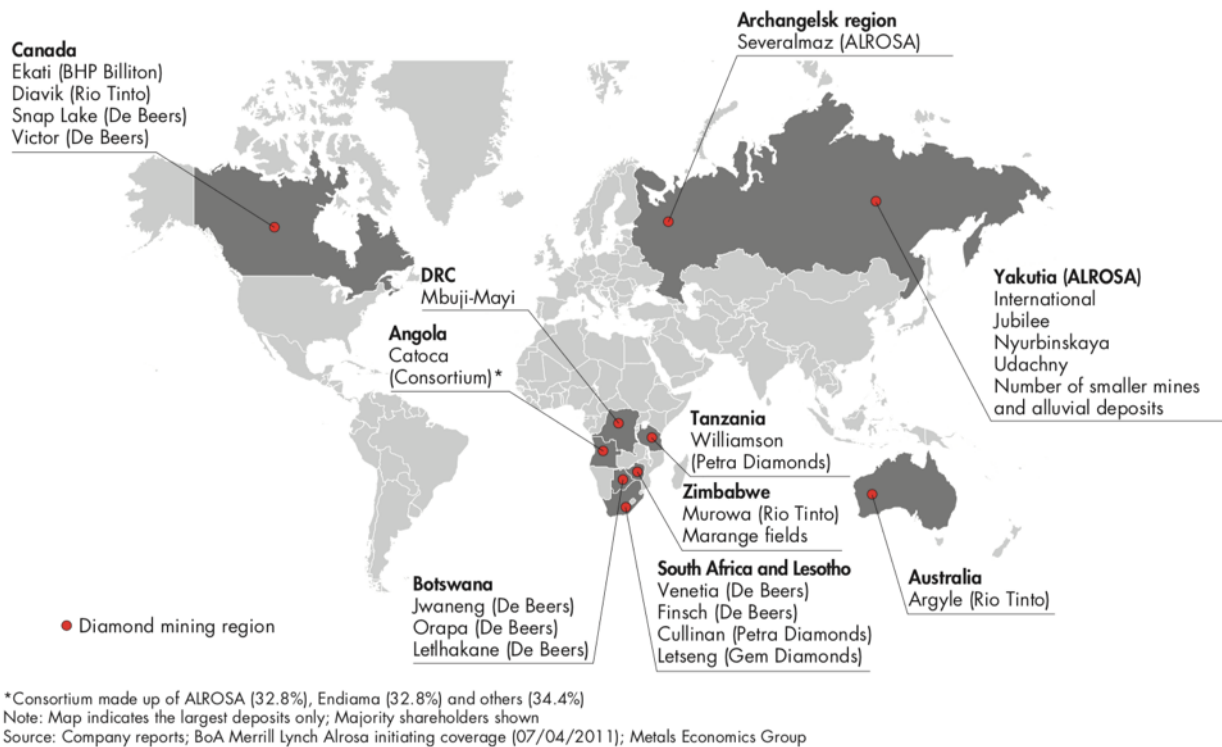 Canada
Ekati (BHP Billiton)
Diavik (Rio Tinto)
Snap Lake (De Beers)
Victor (De Beers)
Archangelsk region
Severalmaz (ALROSA)
DRC
Mbuji-Mayi
Angola
Catoca
(Consortium)*
Yakutia (ALROSA)
International
Jubilee
Nyurbinskaya
Udachny
Number of smaller mines
and alluvial deposits
Tanzania
Williamson
(Petra Diamonds)
Zimbabwe
Murowa (Rio Tinto)
Marange fields
South Africa and Lesotho
Venetia (De Beers)
Finsch (De Beers)
Cullinan (Petra Diamonds)
Letseng (Gem Diamonds)
Botswana
Jwaneng (De Beers)
Orapa (De Beers)
Letlhakane (De Beers)
Australia
Argyle (Rio Tinto)
Diamond mining region
*Consortium made up of ALROSA (32.8%), Endiama (32.8%) and others (34.4%)
Note: Map indicates the largest deposits only; Majority shareholders shown
Source: Company reports; BoA Merrill Lynch Alrosa initiating coverage (07/04/2011); Metals Economics Group